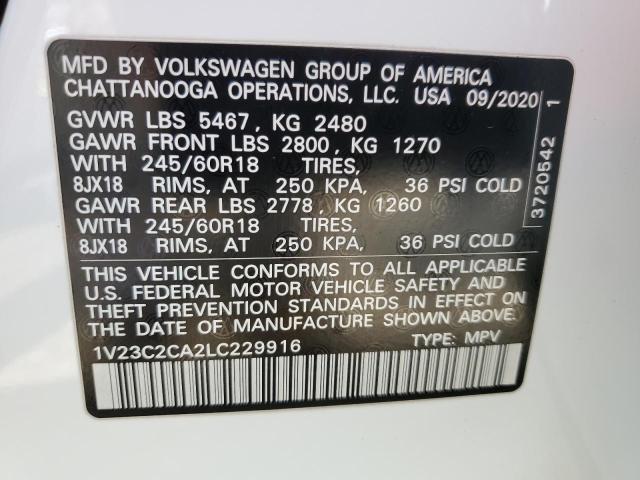 MFD BY VOLKSWAGEN GROUP OF AMERICA
CHATTANOOGA OPERATIONS, LLC. USA 09/2020
GVWR LBS 5467, KG 2480
GAWR FRONT LBS 2800, KG 1270
WITH 245/60R18 TIRES,
8JX18 RIMS, AT 250 KPA, 36 PSI COLD
GAWR REAR LBS 2778, KG 1260
WITH 245/60R18 TIRES,
8JX18 RIMS, AT 250 KPA, 36 PSI COLD
THIS VEHICLE CONFORMS TO ALL APPLICABLE
U.S. FEDERAL MOTOR VEHICLE SAFETY AND
THEFT PREVENTION STANDARDS IN EFFECT ON
THE DATE OF MANUFACTURE SHOWN ABOVE.
1V23C2CA2LC229916 TYPE: MPV
3720542 1